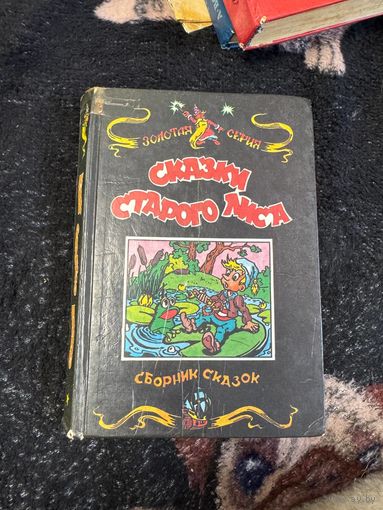 ЗОЛОТАЯ СЕРИЯ
СКАЗКИ
СТАРОГО ЛИСА
СБОРНИК СКАЗОК